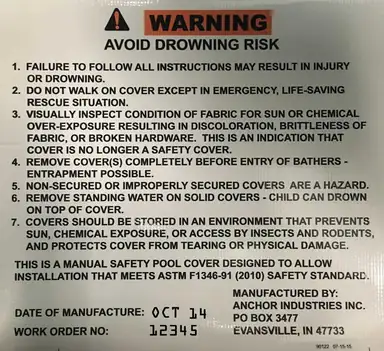 WARNING
AVOID DROWNING RISK
1. FAILURE TO FOLLOW ALL INSTRUCTIONS MAY RESULT IN INJURY
OR DROWNING.
2. DO NOT WALK ON COVER EXCEPT IN EMERGENCY, LIFE-SAVING
RESCUE SITUATION.
3. VISUALLY INSPECT CONDITION OF FABRIC FOR SUN OR CHEMICAL
OVER-EXPOSURE RESULTING IN DISCOLORATION, BRITTLENESS OF
FABRIC, OR BROKEN HARDWARE. THIS IS AN INDICATION THAT
COVER IS NO LONGER A SAFETY COVER.
4. REMOVE COVER(S) COMPLETELY BEFORE ENTRY OF BATHERS -
ENTRAPMENT POSSIBLE.
5. NON-SECURED OR IMPROPERLY SECURED COVERS ARE A HAZARD.
6. REMOVE STANDING WATER ON SOLID COVERS - CHILD CAN DROWN
ON TOP OF COVER.
7. COVERS SHOULD BE STORED IN AN ENVIRONMENT THAT PREVENTS
SUN, CHEMICAL EXPOSURE, OR ACCESS BY INSECTS AND RODENTS,
AND PROTECTS COVER FROM TEARING OR PHYSICAL DAMAGE.
THIS IS A MANUAL SAFETY POOL COVER DESIGNED TO ALLOW
INSTALLATION THAT MEETS ASTM F1346-91 (2010) SAFETY STANDARD.
DATE OF MANUFACTURE: OCT 14
WORK ORDER NO: 12345
MANUFACTURED BY:
ANCHOR INDUSTRIES INC.
PO BOX 3477
EVANSVILLE, IN 47733
90122 07-15-15